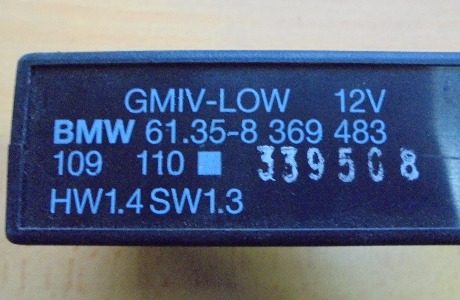 GMIV-LOW 12V
BMW 61.35-8 369 483
109 110 339508
HW1.4 SW1.3